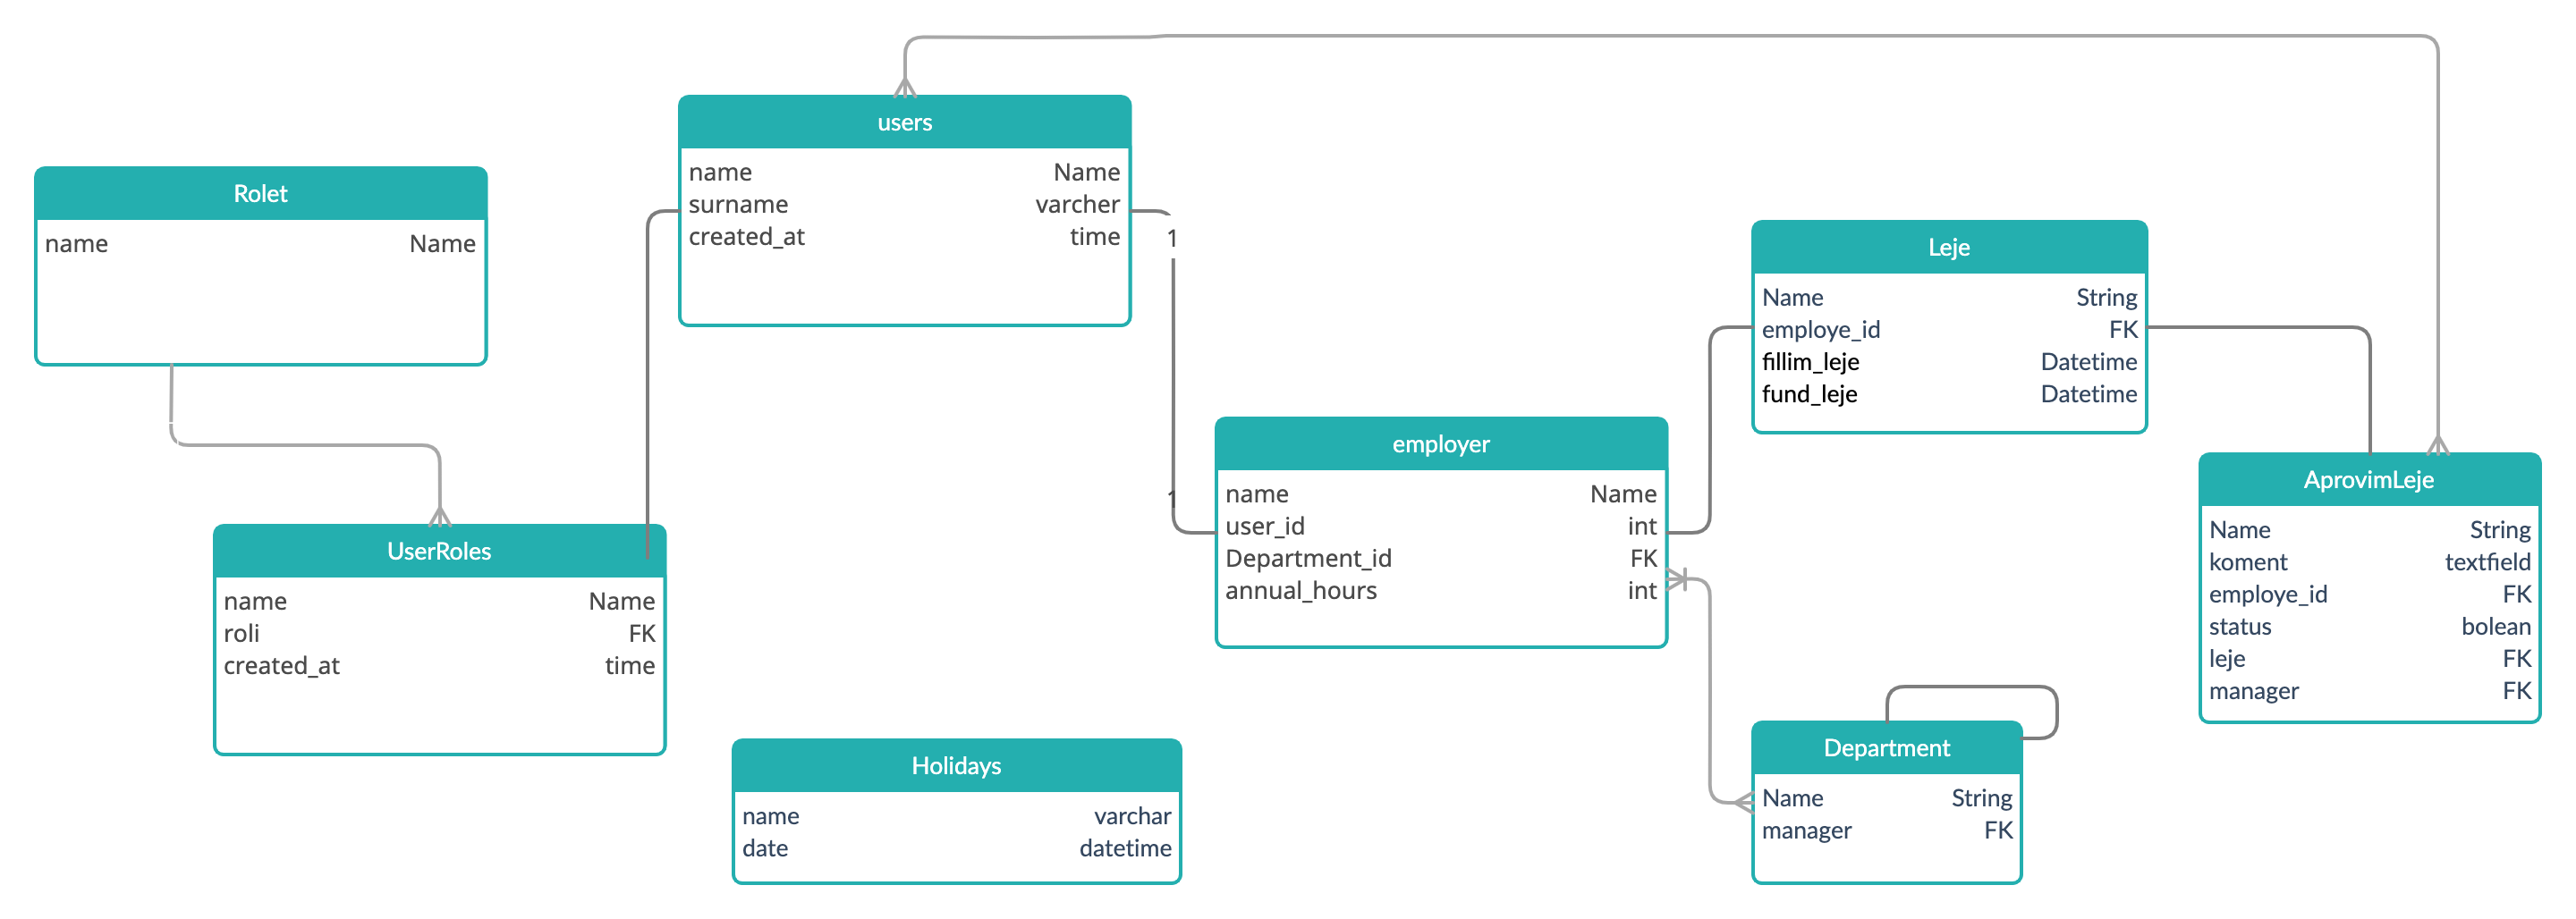 users
name Name
surname varcher
created_at time
Rolet
name Name
1
1
Leje
Name String
employe_id FK
fillim_leje Datetime
fund_leje Datetime
employer
name Name
user_id int
Department_id FK
annual_hours int
AprovimLeje
Name String
koment textfield
employe_id FK
status bolean
leje FK
manager FK
UserRoles
name Name
roli FK
created_at time
Holidays
name varchar
date datetime
Department
Name String
manager FK